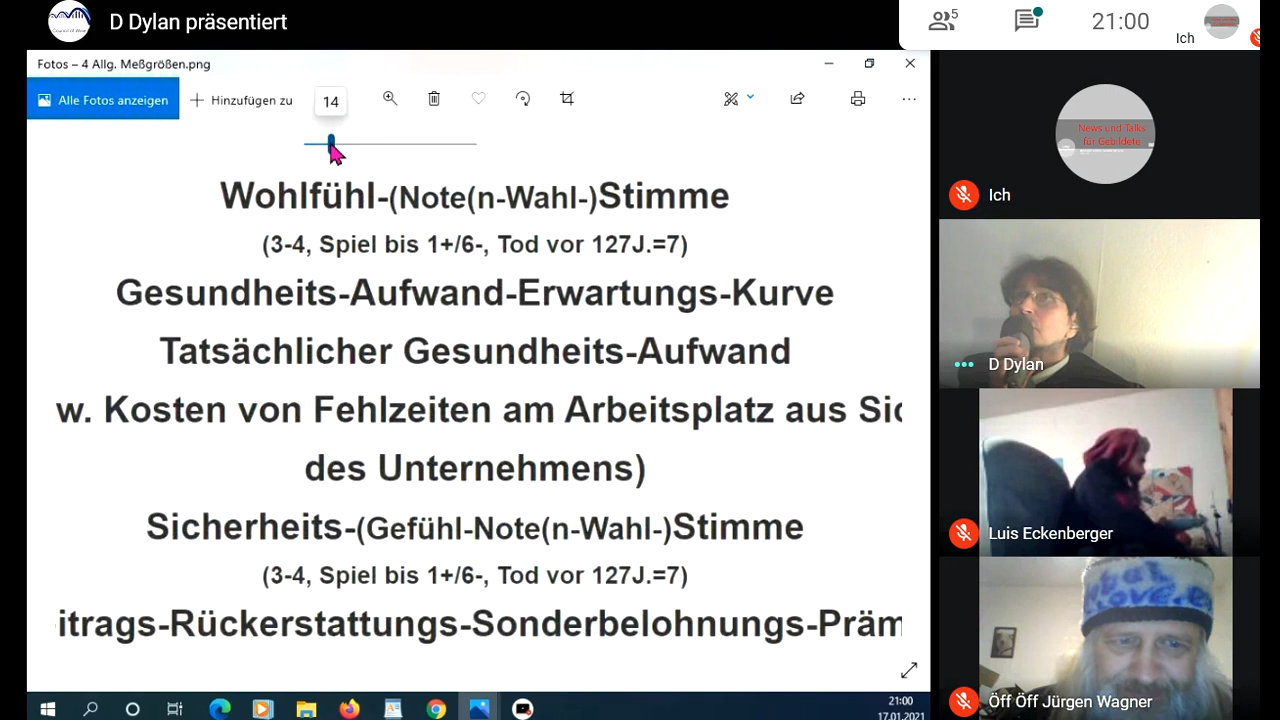 D Dylan präsentiert
5
21:00
Ich
Fotos – 4 Allg. Meßgrößen.png
Alle Fotos anzeigen
Hinzufügen zu
14
Wohlfühl-(Note(n-Wahl-)Stimme
(3-4, Spiel bis 1+/6-, Tod vor 127J.=7)
Gesundheits-Aufwand-Erwartungs-Kurve
Tatsächlicher Gesundheits-Aufwand
w. Kosten von Fehlzeiten am Arbeitsplatz aus Sic
des Unternehmens)
Sicherheits-(Gefühl-Note(n-Wahl-)Stimme
(3-4, Spiel bis 1+/6-, Tod vor 127J.=7)
itrags-Rückerstattungs-Sonderbelohnungs-Präm
21:00
17.01.2021
News und Talks
für Gebildete
Ich
D Dylan
Luis Eckenberger
Öff Öff Jürgen Wagner